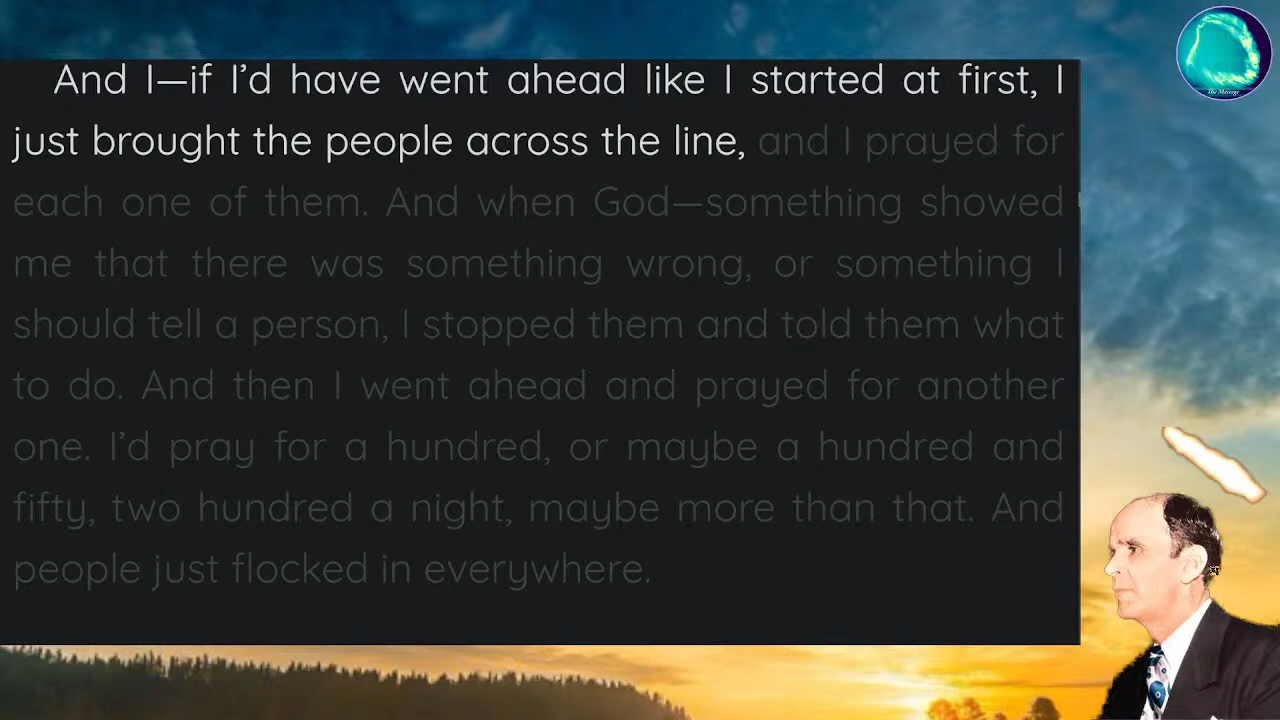 And I—if I’d have went ahead like I started at first, I
just brought the people across the line, and I prayed for
each one of them. And when God—something showed
me that there was something wrong, or something I
should tell a person, I stopped them and told them what
to do. And then I went ahead and prayed for another
one. I’d pray for a hundred, or maybe a hundred and
fifty, two hundred a night, maybe more than that. And
people just flocked in everywhere.
The Message